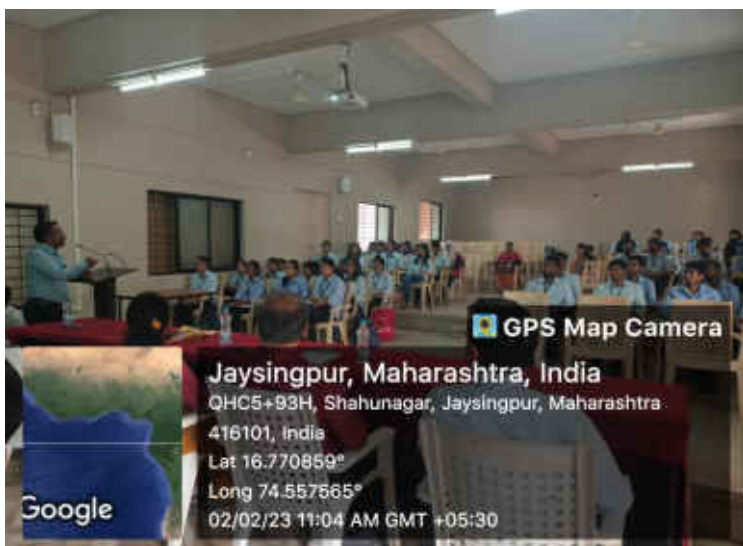 GPS Map Camera
Jaysingpur, Maharashtra, India
QHC5+93H, Shahunagar, Jaysingpur, Maharashtra
416101, India
Lat 16.770859°
Long 74.557565°
02/02/23 11:04 AM GMT +05:30
Google